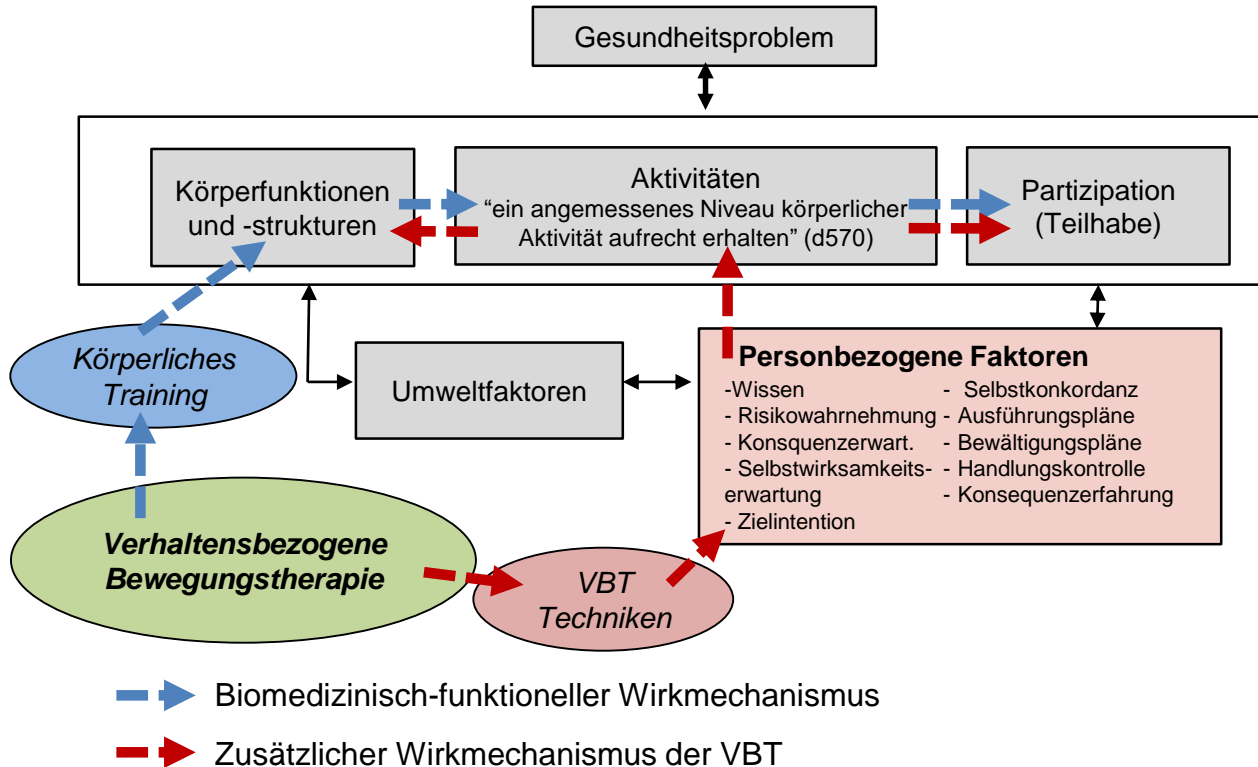 Gesundheitsproblem
Körperfunktionen
und -strukturen
Aktivitäten
“ein angemessenes Niveau körperlicher
Aktivität aufrecht erhalten” (d570)
Partizipation
(Teilhabe)
Körperliches
Training
Umweltfaktoren
Personbezogene Faktoren
-Wissen
- Risikowahrnehmung
- Konsquenzerwart.
- Selbstwirksamkeits-
erwartung
- Zielintention
- Selbstkonkordanz
- Ausführungspläne
- Bewältigungspläne
- Handlungskontrolle
- Konsequenzerfahrung
Verhaltensbezogene
Bewegungstherapie
VBT
Techniken
Biomedizinisch-funktioneller Wirkmechanismus
Zusätzlicher Wirkmechanismus der VBT